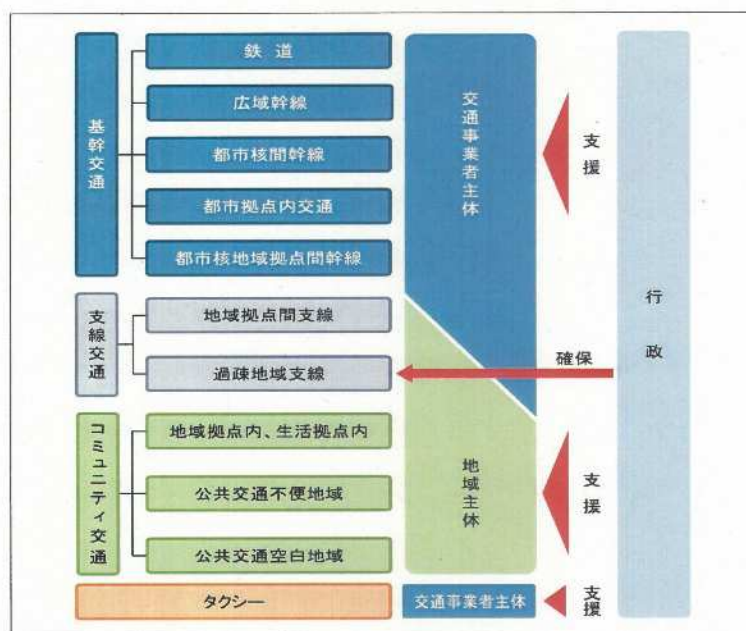 基幹交通
鉄道
広域幹線
都市核間幹線
都市拠点内交通
都市核地域拠点間幹線
支線交通
地域拠点間支線
過疎地域支線
コミュニティ交通
地域拠点内、生活拠点内
公共交通不便地域
公共交通空白地域
タクシー
交通事業者主体
地域主体
交通事業者主体
支援
確保
支援
支援
行政